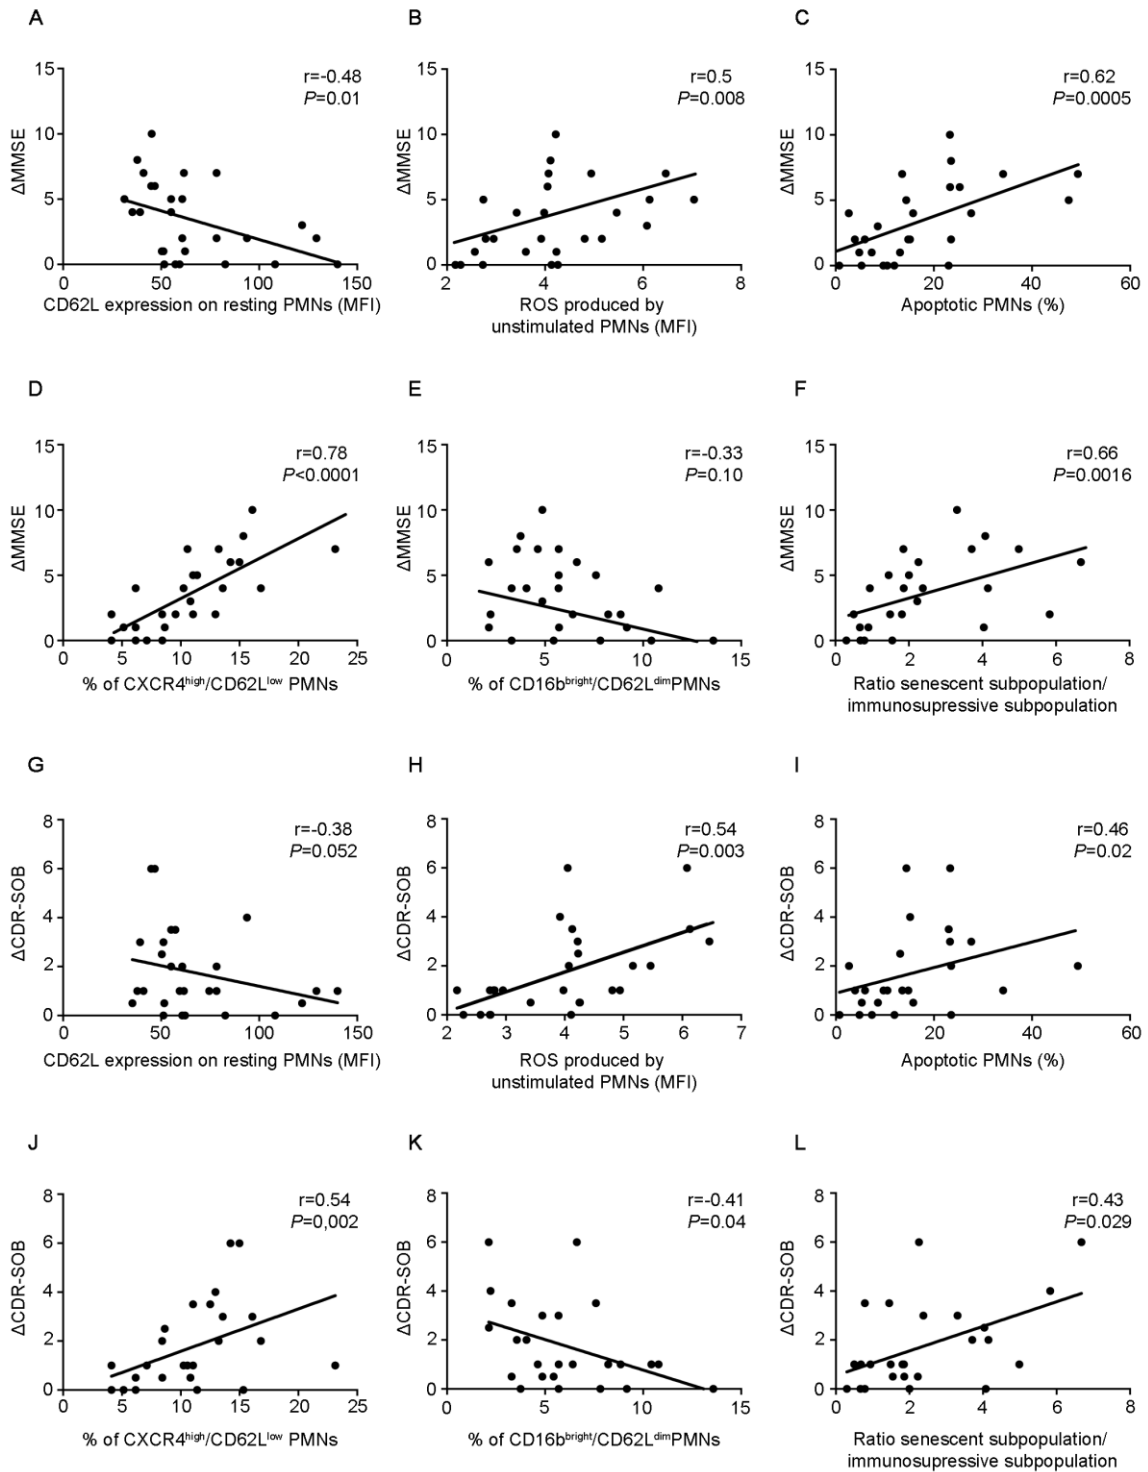 A
r=-0.48
P=0.01
ΔMMSE
15
10
5
0
0 50 100 150
CD62L expression on resting PMNs (MFI)
B
r=0.5
P=0.008
ΔMMSE
15
10
5
0
2 4 6 8
ROS produced by
unstimulated PMNs (MFI)
C
r=0.62
P=0.0005
ΔMMSE
15
10
5
0
0 20 40 60
Apoptotic PMNs (%)
D
r=0.78
P<0.0001
ΔMMSE
15
10
5
0
0 5 10 15 20 25
% of CXCR4high/CD62Llow PMNs
E
r=-0.33
P=0.10
ΔMMSE
15
10
5
0
0 5 10 15
% of CD16bbright/CD62LdimPMNs
F
r=0.66
P=0.0016
ΔMMSE
15
10
5
0
0 2 4 6 8
Ratio senescent subpopulation/
immunosupressive subpopulation
G
r=-0.38
P=0.052
ΔCDR-SOB
8
6
4
2
0
0 50 100 150
CD62L expression on resting PMNs (MFI)
H
r=0.54
P=0.003
ΔCDR-SOB
8
6
4
2
0
2 3 4 5 6 7
ROS produced by
unstimulated PMNs (MFI)
I
r=0.46
P=0.02
ΔCDR-SOB
8
6
4
2
0
0 20 40 60
Apoptotic PMNs (%)
J
r=0.54
P=0,002
ΔCDR-SOB
8
6
4
2
0
0 5 10 15 20 25
% of CXCR4high/CD62Llow PMNs
K
r=-0.41
P=0.04
ΔCDR-SOB
8
6
4
2
0
0 5 10 15
% of CD16bbright/CD62LdimPMNs
L
r=0.43
P=0.029
ΔCDR-SOB
8
6
4
2
0
0 2 4 6 8
Ratio senescent subpopulation/
immunosupressive subpopulation